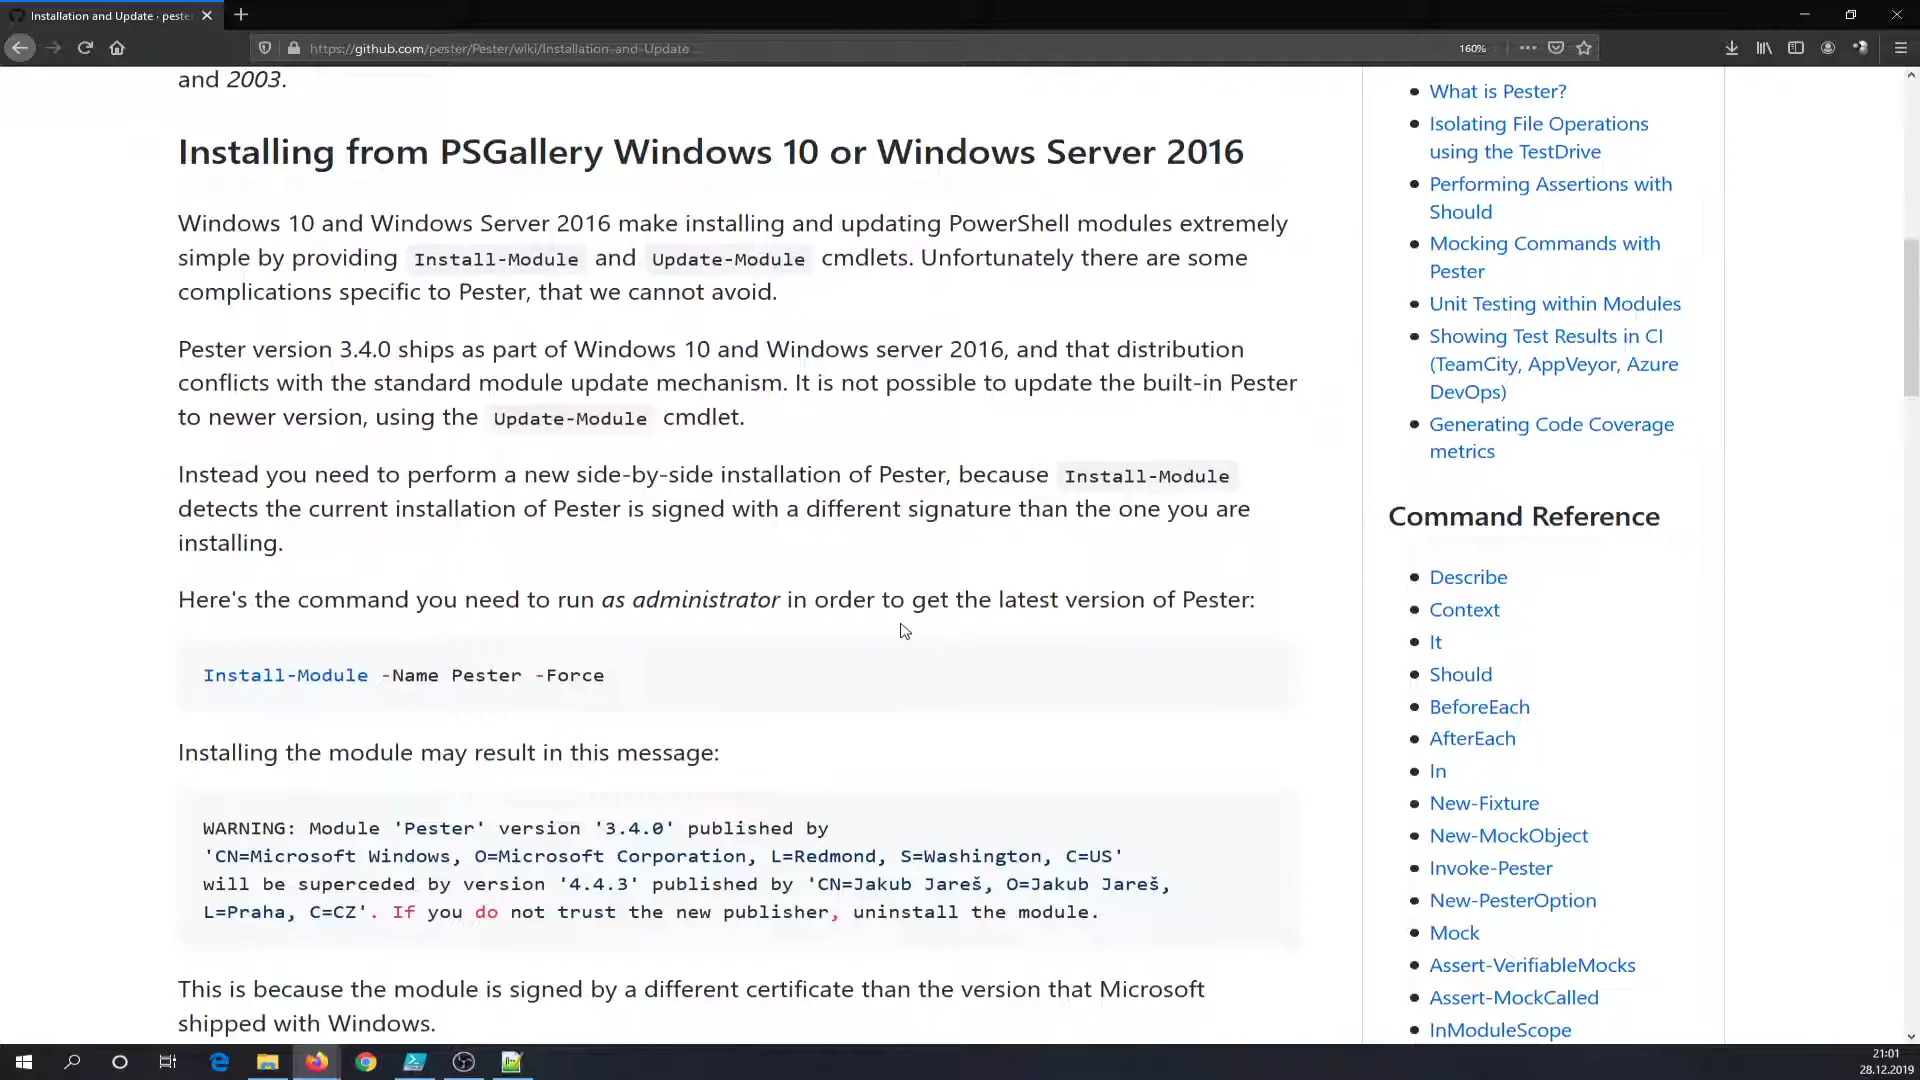 Installation and Update · peste
https://github.com/pester/Pester/wiki/Installation-and-Update
160%
and 2003.
Installing from PSGallery Windows 10 or Windows Server 2016
Windows 10 and Windows Server 2016 make installing and updating PowerShell modules extremely
simple by providing Install-Module and Update-Module cmdlets. Unfortunately there are some
complications specific to Pester, that we cannot avoid.
Pester version 3.4.0 ships as part of Windows 10 and Windows server 2016, and that distribution
conflicts with the standard module update mechanism. It is not possible to update the built-in Pester
to newer version, using the Update-Module cmdlet.
Instead you need to perform a new side-by-side installation of Pester, because Install-Module
detects the current installation of Pester is signed with a different signature than the one you are
installing.
Here's the command you need to run as administrator in order to get the latest version of Pester:
Install-Module -Name Pester -Force
Installing the module may result in this message:
WARNING: Module 'Pester' version '3.4.0' published by
'CN=Microsoft Windows, O=Microsoft Corporation, L=Redmond, S=Washington, C=US'
will be superceded by version '4.4.3' published by 'CN=Jakub Jareš, O=Jakub Jareš,
L=Praha, C=CZ'. If you do not trust the new publisher, uninstall the module.
This is because the module is signed by a different certificate than the version that Microsoft
shipped with Windows.
What is Pester?
Isolating File Operations
using the TestDrive
Performing Assertions with
Should
Mocking Commands with
Pester
Unit Testing within Modules
Showing Test Results in CI
(TeamCity, AppVeyor, Azure
DevOps)
Generating Code Coverage
metrics
Command Reference
Describe
Context
It
Should
BeforeEach
AfterEach
In
New-Fixture
New-MockObject
Invoke-Pester
New-PesterOption
Mock
Assert-VerifiableMocks
Assert-MockCalled
InModuleScope
21:01
28.12.2019